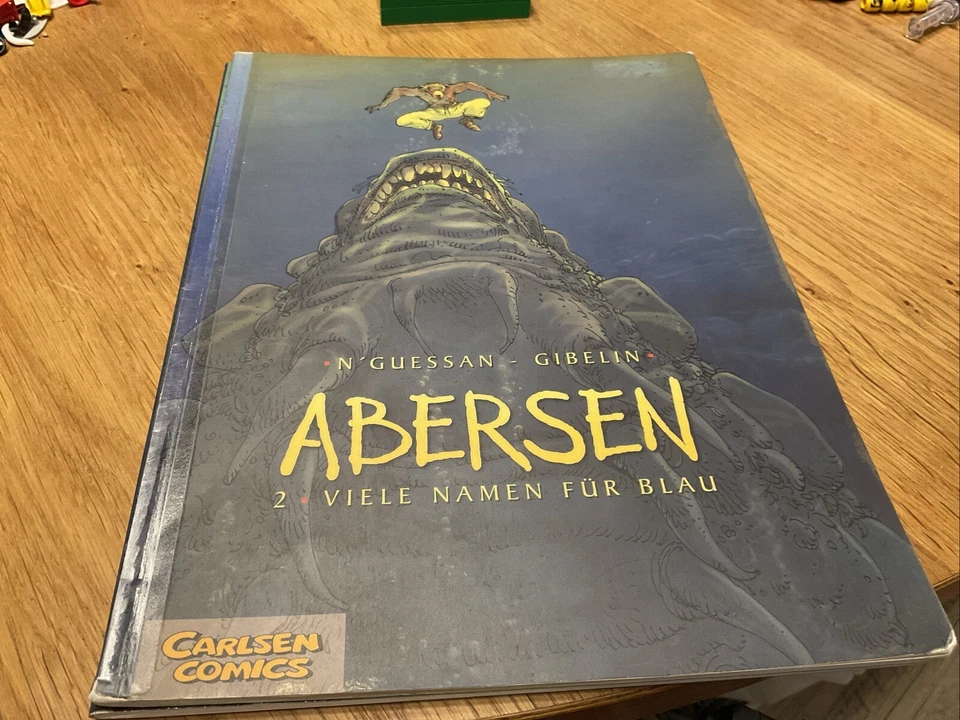 •N´GUESSAN - GIBELIN•
ABERSEN
2 • VIELE NAMEN FÜR BLAU
CARLSEN
COMICS